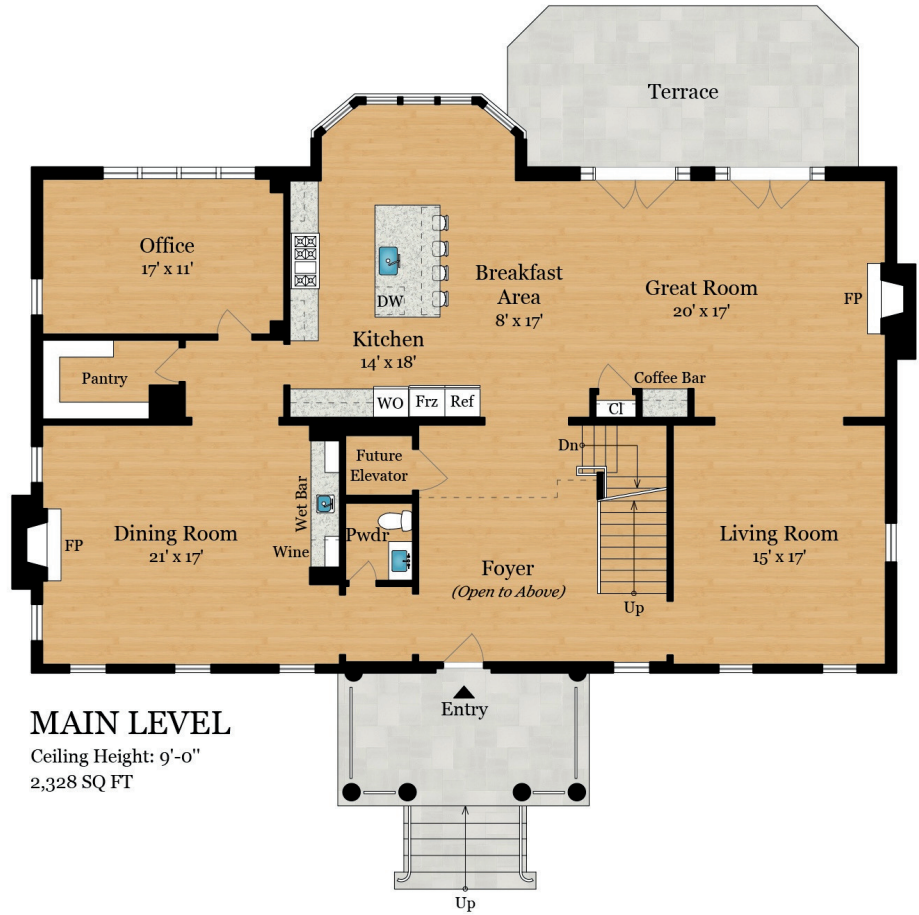 Terrace
Office
17' x 11'
DW
Breakfast
Area
8' x 17'
Great Room
20' x 17'
FP
Kitchen
14' x 18'
Pantry
WO
Frz
Ref
Cl
Coffee Bar
Future
Elevator
Dn
Wet Bar
Wine
Pwdr
Dining Room
21' x 17'
FP
Foyer
(Open to Above)
Up
Living Room
15' x 17'
Entry
MAIN LEVEL
Ceiling Height: 9'-0"
2,328 SQ FT
Up